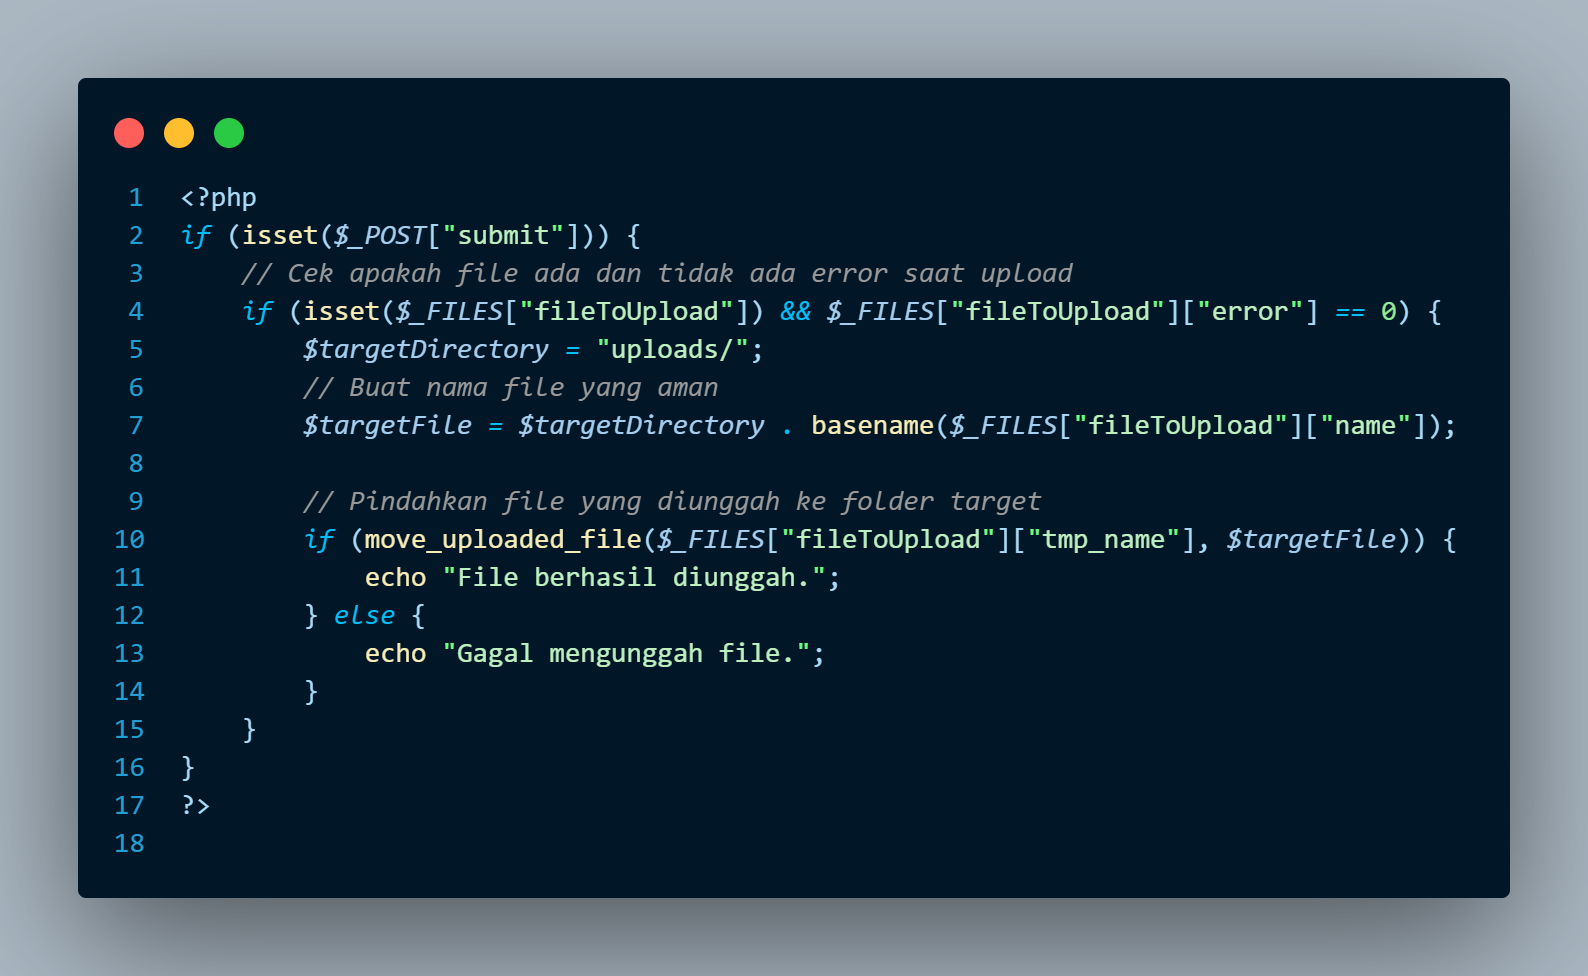 1 <?php
2 if (isset($_POST["submit"])) {
3     // Cek apakah file ada dan tidak ada error saat upload
4     if (isset($_FILES["fileToUpload"]) && $_FILES["fileToUpload"]["error"] == 0) {
5         $targetDirectory = "uploads/";
6         // Buat nama file yang aman
7         $targetFile = $targetDirectory . basename($_FILES["fileToUpload"]["name"]);
8
9         // Pindahkan file yang diunggah ke folder target
10         if (move_uploaded_file($_FILES["fileToUpload"]["tmp_name"], $targetFile)) {
11             echo "File berhasil diunggah.";
12         } else {
13             echo "Gagal mengunggah file.";
14         }
15     }
16 }
17 ?>
18